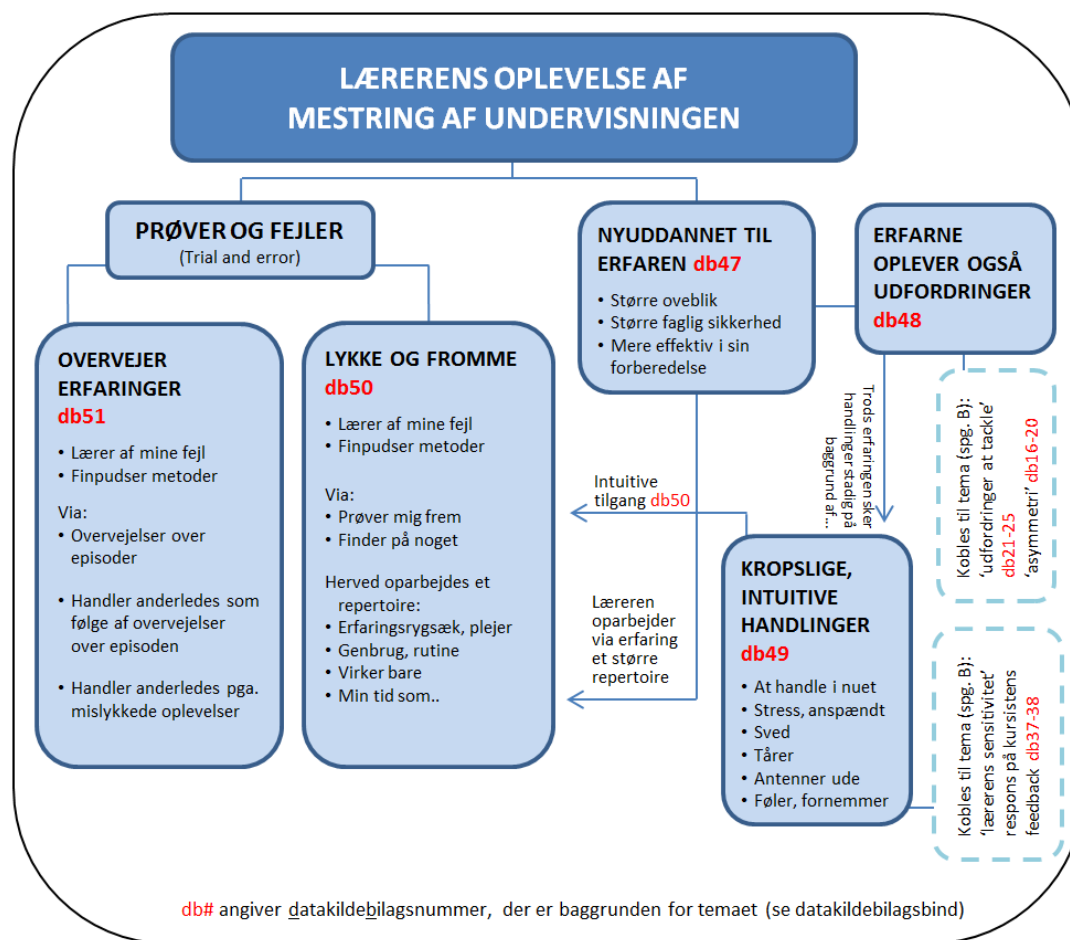 LÆRERENS OPLEVELSE AF
MESTRING AF UNDERVISNINGEN
PRØVER OG FEJLER
(Trial and error)
NYUDDANNET TIL
ERFAREN db47
• Større oveblik
• Større faglig sikkerhed
• Mere effektiv i sin
forberedelse
ERFARNE
OPLEVER OGSÅ
UDFORDRINGER
db48
OVERVEJER
ERFARINGER
db51
• Lærer af mine fejl
• Finpudser metoder
Via:
• Overvejelser over
episoder
• Handler anderledes som
følge af overvejelser
over episoden
• Handler anderledes pga.
mislykkede oplevelser
LYKKE OG FROMME
db50
• Lærer af mine fejl
• Finpudser metoder
Via:
• Prøver mig frem
• Finder på noget
Herved oparbejdes et
repertoire:
• Erfaringsrygsæk, plejer
• Genbrug, rutine
• Virker bare
• Min tid som..
Intuitive
tilgang db50
Læreren
oparbejder
via erfaring
et større
repertoire
Trods erfaringen sker
handlinger stadig på
baggrund af...
KROPSLIGE,
INTUITIVE
HANDLINGER
db49
• At handle i nuet
• Stress, anspændt
• Sved
• Tårer
• Antenner ude
• Føler, fornemmer
Kobles til tema (spg. B):
‘udfordringer at tackle’
db21-25
‘asymmetri’ db16-20
Kobles til tema (spg. B):
‘lærerens sensitivitet’
respons på kursistens
feedback db37-38
db# angiver datakildebilagsnummer, der er baggrunden for temaet (se datakildebilagsbind)